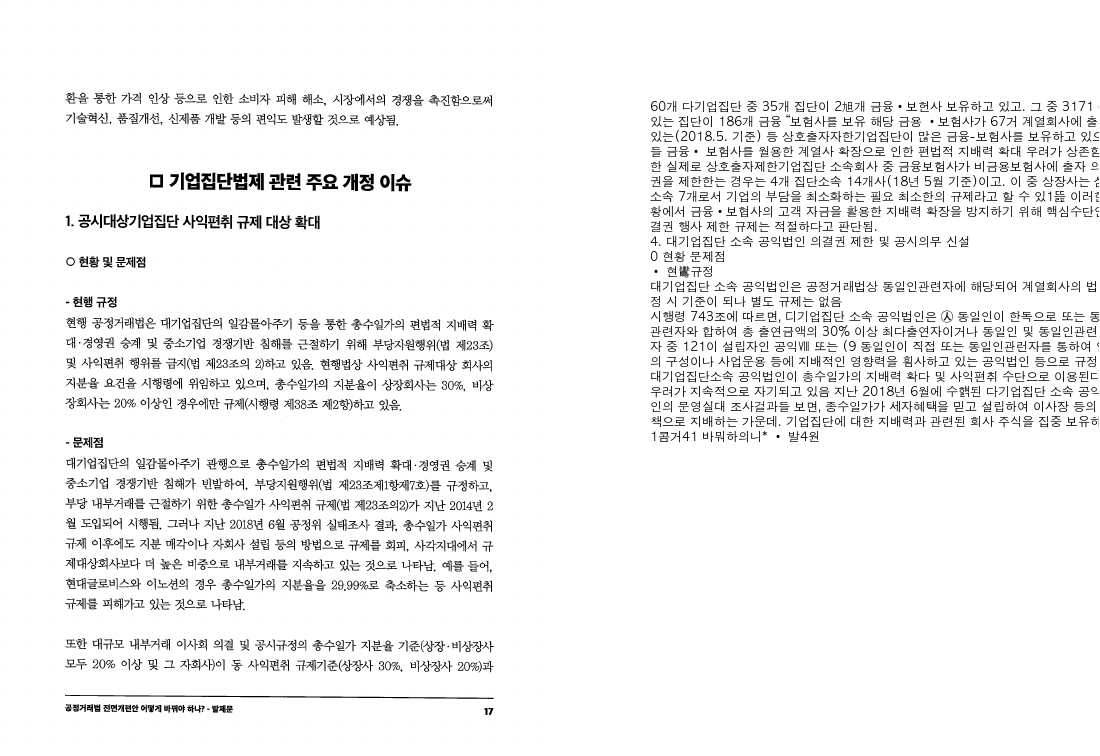 환을 통한 가격 인상 등으로 인한 소비자 피해 해소, 시장에서의 경쟁을 촉진함으로써
기술혁신, 품질개선, 신제품 개발 등의 편익도 발생할 것으로 예상됨.
□ 기업집단법제 관련 주요 개정 이슈
1. 공시대상기업집단 사익편취 규제 대상 확대
○ 현황 및 문제점
- 현행 규정
현행 공정거래법은 대기업집단의 일감몰아주기 등을 통한 총수일가의 편법적 지배력 확
대·경영권 승계 및 중소기업 경쟁기반 침해를 근절하기 위해 부당지원행위(법 제23조)
및 사익편취 행위를 금지(법 제23조의 2)하고 있음. 현행법상 사익편취 규제대상 회사의
지분율 요건을 시행령에 위임하고 있으며, 총수일가의 지분율이 상장회사는 30%, 비상
장회사는 20% 이상인 경우에만 규제(시행령 제38조 제2항)하고 있음.
- 문제점
대기업집단의 일감몰아주기 관행으로 총수일가의 편법적 지배력 확대·경영권 승계 및
중소기업 경쟁기반 침해가 빈발하여, 부당지원행위(법 제23조제1항제7호)를 규정하고,
부당 내부거래를 근절하기 위한 총수일가 사익편취 규제(법 제23조의2)가 지난 2014년 2
월 도입되어 시행됨. 그러나 지난 2018년 6월 공정위 실태조사 결과, 총수일가 사익편취
규제 이후에도 지분 매각이나 자회사 설립 등의 방법으로 규제를 회피, 사각지대에서 규
제대상회사보다 더 높은 비중으로 내부거래를 지속하고 있는 것으로 나타남. 예를 들어,
현대글로비스와 이노션의 경우 총수일가의 지분율을 29.99%로 축소하는 등 사익편취
규제를 피해가고 있는 것으로 나타남.
또한 대규모 내부거래 이사회 의결 및 공시규정의 총수일가 지분율 기준(상장·비상장사
모두 20% 이상 및 그 자회사)이 동 사익편취 규제기준(상장사 30%, 비상장사 20%)과
공정거래법 전면개편안 어떻게 바꿔야 하나? - 발제문
17
60개 다기업집단 중 35개 집단이 2旭개 금융 • 보헌사 보유하고 있고. 그 중 3171
있는 집단이 186개 금융 “보험사를 보유 해당 금융 • 보험사가 67거 계열회사에 출
있는(2018.5. 기준) 등 상호출자자한기업집단이 많은 금융-보험사를 보유하고 있으
들 금융 • 보험사를 월용한 계열사 확장으로 인한 편법적 지배력 확대 우려가 상존함
한 실제로 상호출자제한기업집단 소속회사 중 금융보험사가 비금융보험사에 출자 의
권을 제한한는 경우는 4개 집단소속 14개사(18년 5월 기준)이고. 이 중 상장사는
소속 7개로서 기업의 부담을 최소화하는 필요 최소한의 규제라고 할 수 있1뜵 이러한
황에서 금융 • 보험사의 고객 자금을 활용한 지배력 확장을 방지하기 위해 핵심수단인
결권 행사 제한 규제는 적절하다고 판단됨.
4. 대기업집단 소속 공익법인 의결권 제한 및 공시의무 신설
0 현황 문제점
• 현鸞규정
대기업집단 소속 공익법인은 공정거래법상 동일인관련자에 해당되어 계열회사의 법
정 시 기준이 되나 별도 규제는 없음
시행령 743조에 따르면, 디기업집단 소속 공익법인은 ㉦ 동일인이 한독으로 또는 동
관련자와 합하여 총 출연금액의 30% 이상 최다출연자이거나 동일인 및 동일인관련
자 중 121이 설립자인 공익Ⅷ 또는 (9 동일인이 직접 또는 동일인관련자를 통하여
의 구성이나 사업운용 등에 지배적인 영향력을 휨사하고 있는 공익법인 등으로 규정
대기업집단소속 공익법인이 총수일가의 지배력 확다 및 사익편취 수단으로 이용된다
우려가 지속적으로 자기되고 있음 지난 2018년 6월에 수홹된 다기업집단 소속 공익
인의 운영실대 조사걸과들 보면, 종수일가가 세자혜택을 믿고 설립하여 이사장 등의
책으로 지배하는 가운데. 기업집단에 대한 지배력과 관련된 회사 주식을 집중 보유하
1콤거41 바뭐하의니* • 발4원